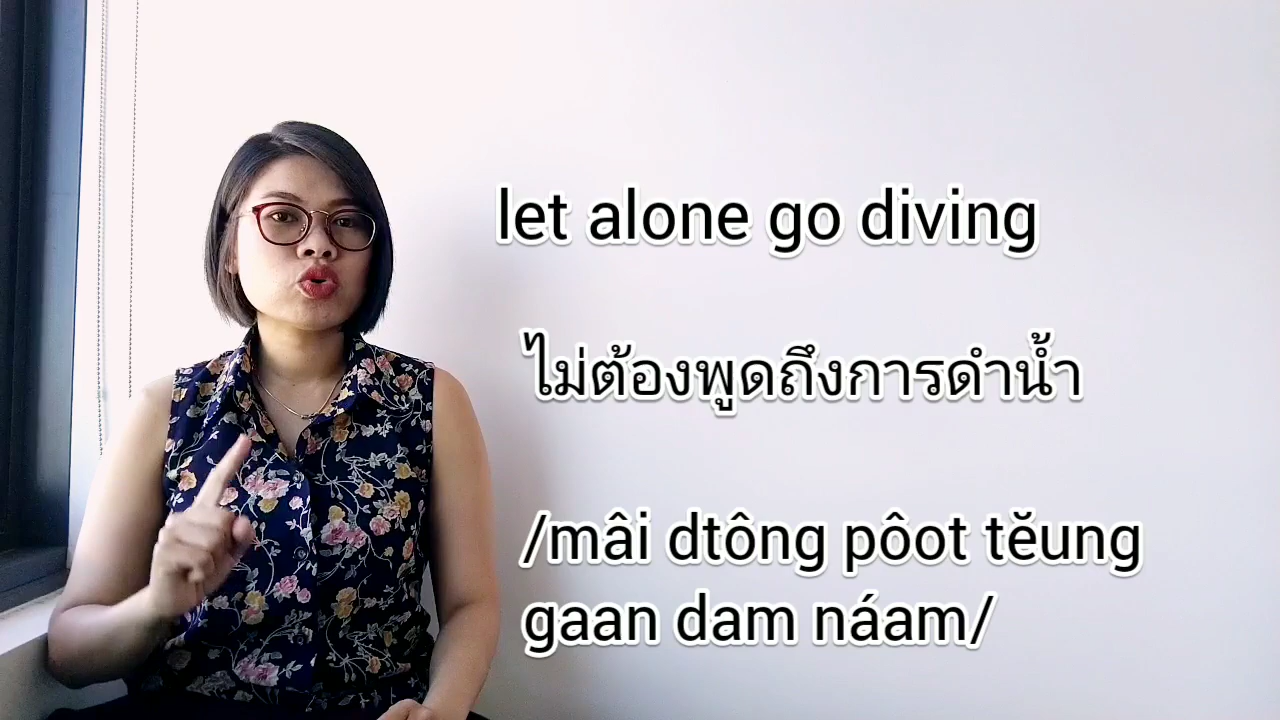 let alone go diving
ไม่ต้องพูดถึงการดำน้ำ
/mâi dtông pôot tĕung
gaan dam náam/